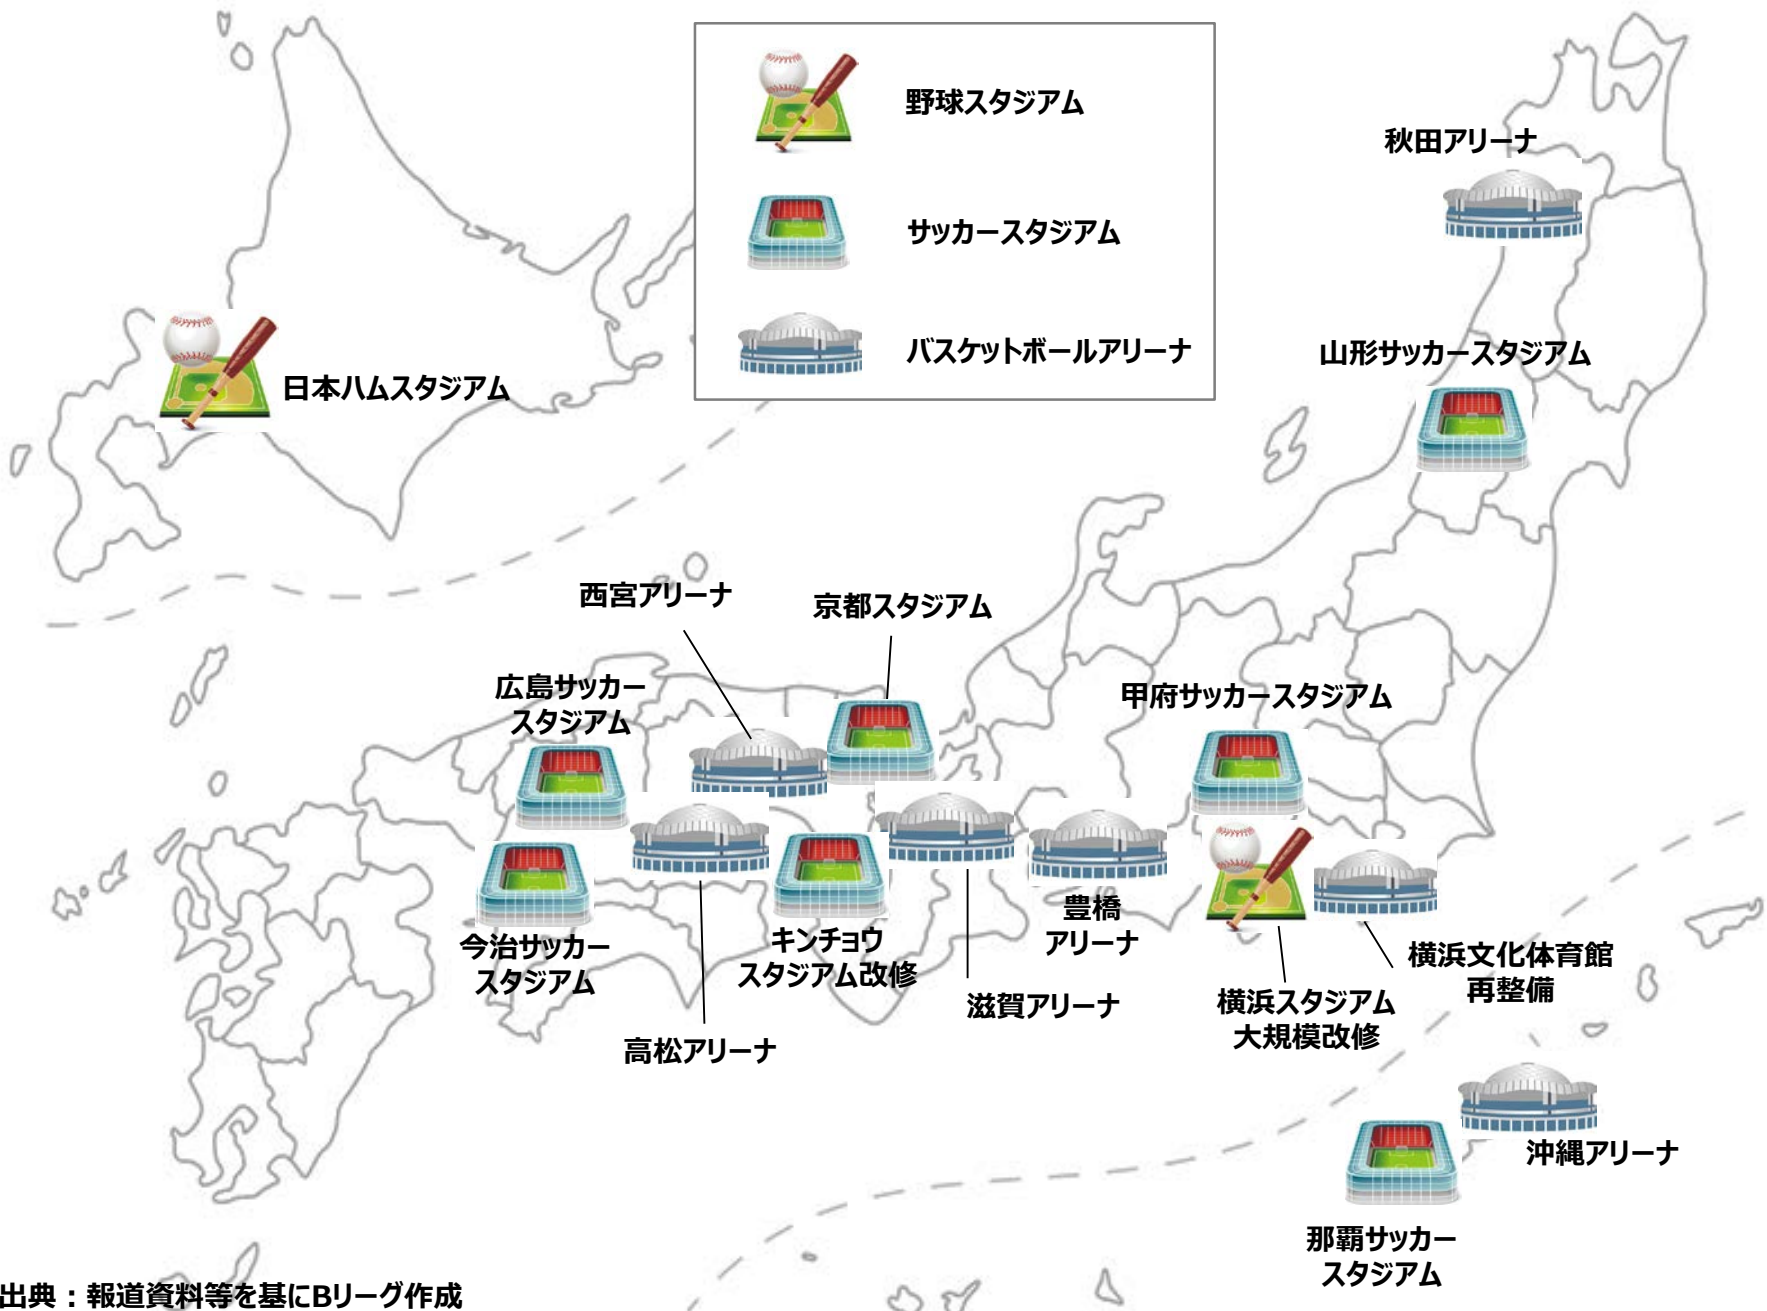 野球スタジアム
サッカースタジアム
バスケットボールアリーナ
秋田アリーナ
山形サッカースタジアム
日本ハムスタジアム
西宮アリーナ
京都スタジアム
広島サッカー
スタジアム
甲府サッカースタジアム
今治サッカー
スタジアム
キンチョウ
スタジアム改修
豊橋
アリーナ
滋賀アリーナ
高松アリーナ
横浜スタジアム
大規模改修
横浜文化体育館
再整備
沖縄アリーナ
那覇サッカー
スタジアム
出典：報道資料等を基にBリーグ作成